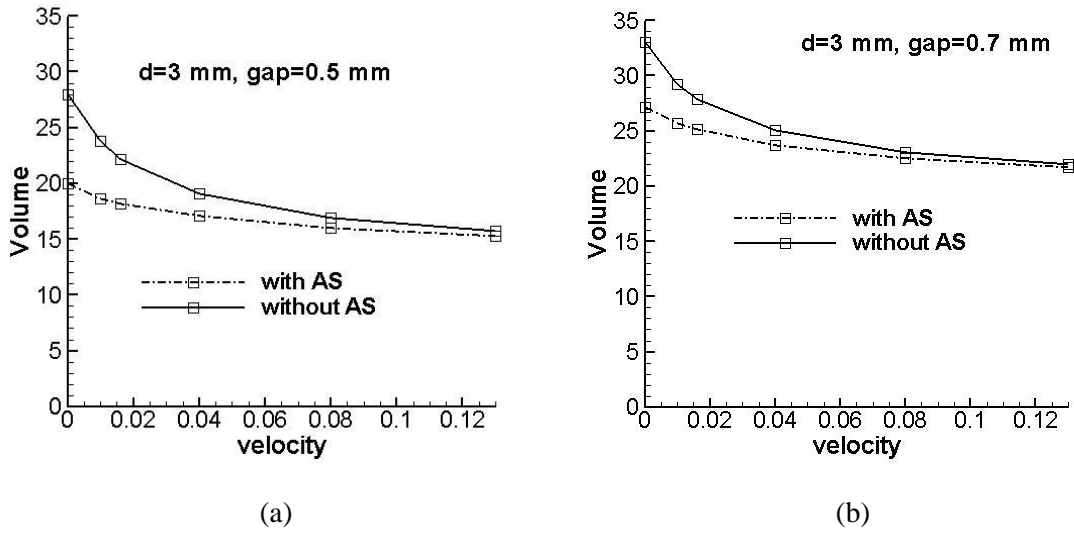 35
30
25
20
15
10
5
0
Volume
d=3 mm, gap=0.5 mm
with AS
without AS
0 0.02 0.04 0.06 0.08 0.1 0.12
velocity
(a)
35
30
25
20
15
10
5
0
Volume
d=3 mm, gap=0.7 mm
with AS
without AS
0 0.02 0.04 0.06 0.08 0.1 0.12
velocity
(b)